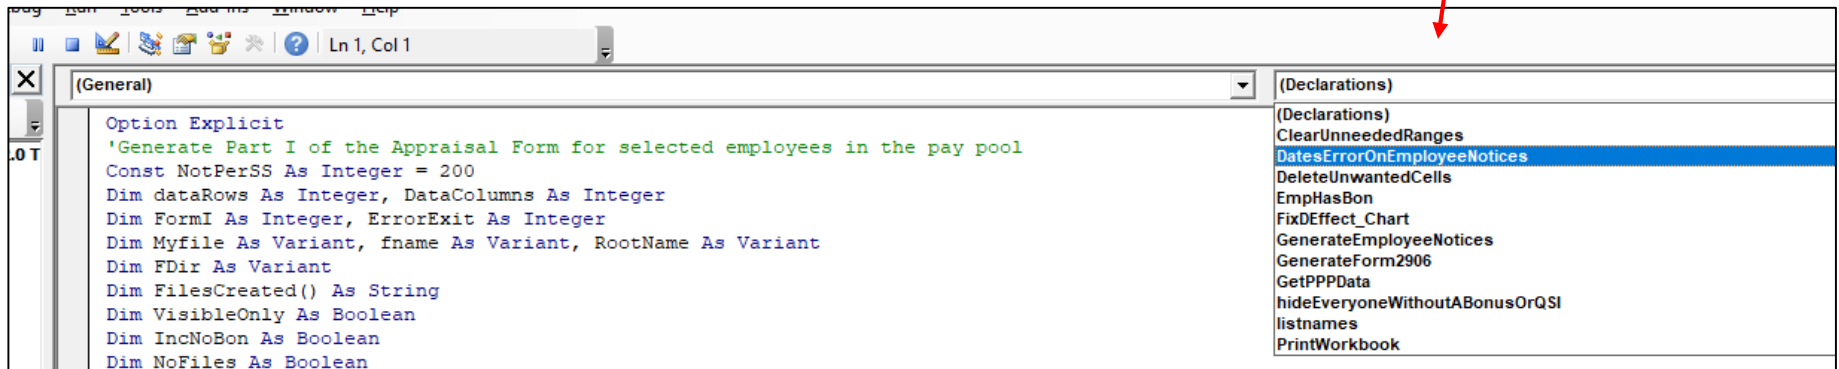 Ln 1, Col 1
(General)
(Declarations)
.0 T
Option Explicit
'Generate Part I of the Appraisal Form for selected employees in the pay pool
Const NotPerSS As Integer = 200
Dim dataRows As Integer, DataColumns As Integer
Dim FormI As Integer, ErrorExit As Integer
Dim Myfile As Variant, fname As Variant, RootName As Variant
Dim FDir As Variant
Dim FilesCreated() As String
Dim VisibleOnly As Boolean
Dim IncNoBon As Boolean
Dim NoFiles As Boolean
(Declarations)
ClearUnneededRanges
DatesErrorOnEmployeeNotices
DeleteUnwantedCells
EmpHasBon
FixDEffect_Chart
GenerateEmployeeNotices
GenerateForm2906
GetPPPData
hideEveryoneWithoutABonusOrQSI
listnames
PrintWorkbook